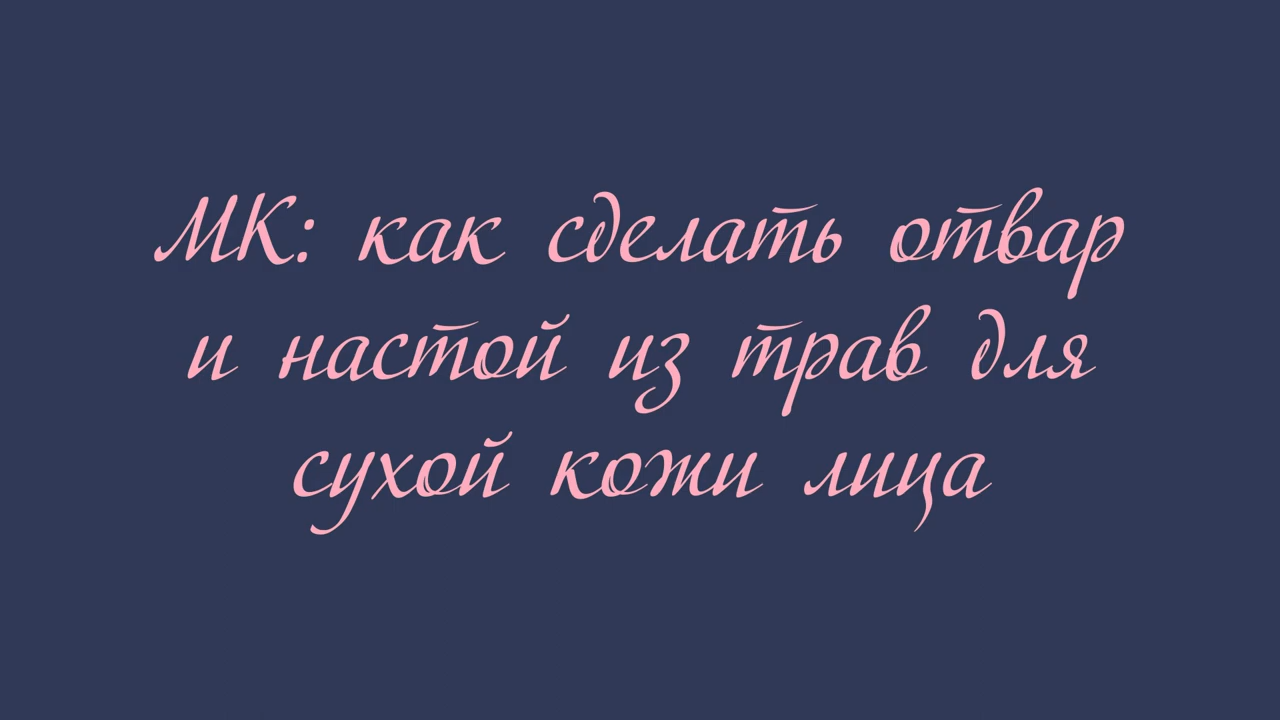 МК: как сделать отвар
и настой из трав для
сухой кожи лица